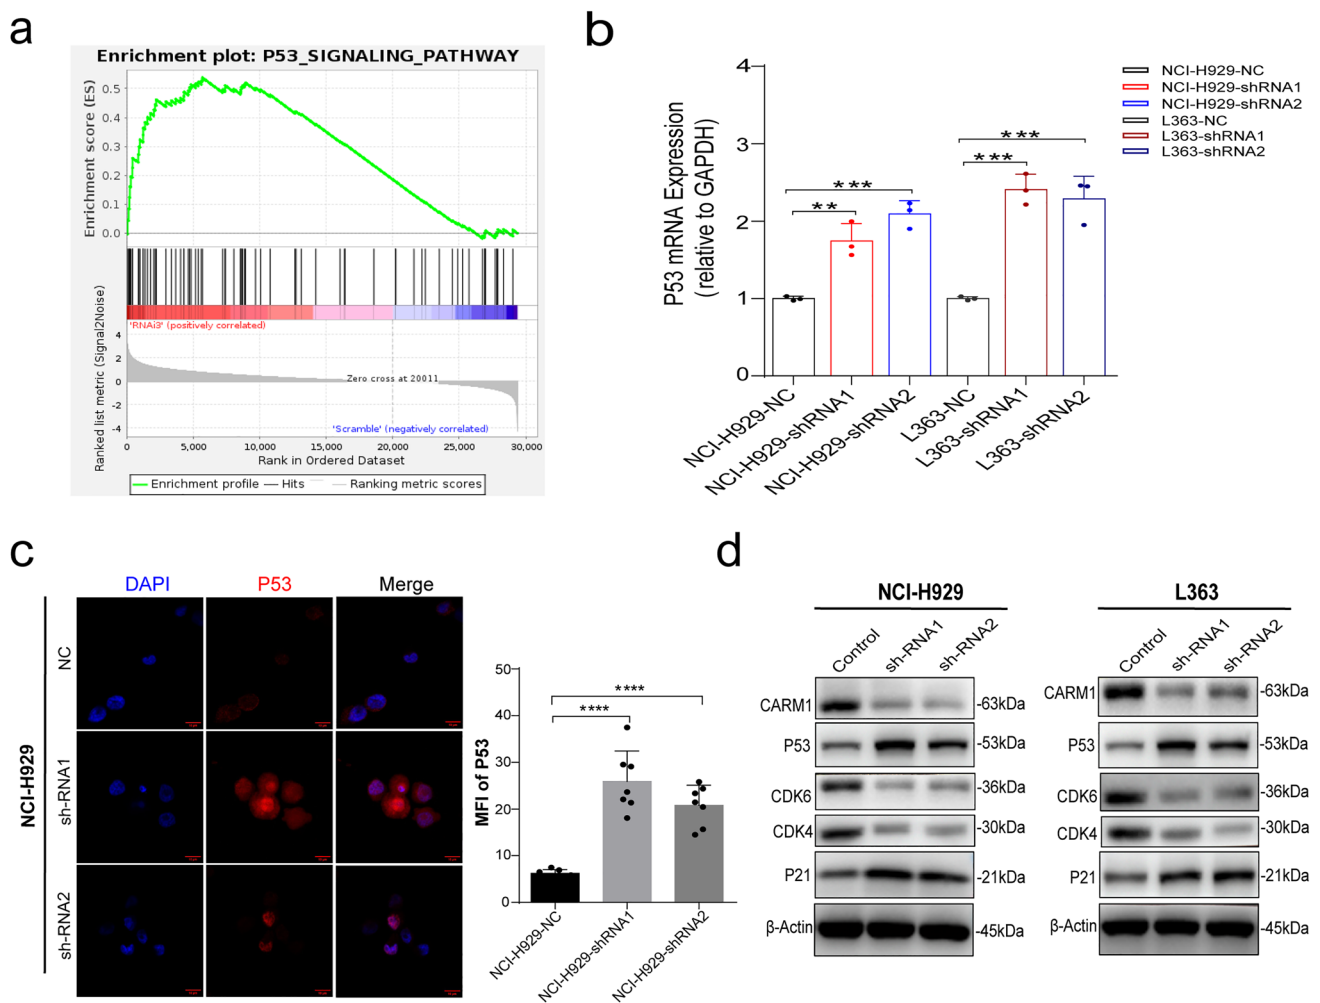 a
Enrichment plot: P53_SIGNALING_PATHWAY
Enrichment score (ES)
0.5
0.4
0.3
0.2
0.1
0.0
Ranked list metric (Signal2Noise)
'RNAi3' (positively correlated)
4
2
0
-2
-4
Zero cross at 20011
'Scramble' (negatively correlated)
0 5,000 10,000 15,000 20,000 25,000 30,000
Rank in Ordered Dataset
Enrichment profile Hits Ranking metric scores
b
P53 mRNA Expression
(relative to GAPDH)
4
3
2
1
0
** *** *** ***
NCI-H929-NC
NCI-H929-shRNA1
NCI-H929-shRNA2
L363-NC
L363-shRNA1
L363-shRNA2
NCI-H929-NC
NCI-H929-shRNA1
NCI-H929-shRNA2
L363-NC
L363-shRNA1
L363-shRNA2
c
DAPI P53 Merge
NCI-H929
NC
sh-RNA1
sh-RNA2
MFI of P53
50
40
30
20
10
0
****
****
NCI-H929-NC
NCI-H929-shRNA1
NCI-H929-shRNA2
d
NCI-H929
Control sh-RNA1 sh-RNA2
CARM1 -63kDa
P53 -53kDa
CDK6 -36kDa
CDK4 -30kDa
P21 -21kDa
β-Actin -45kDa
L363
Control sh-RNA1 sh-RNA2
CARM1 -63kDa
P53 -53kDa
CDK6 -36kDa
CDK4 -30kDa
P21 -21kDa
β-Actin -45kDa